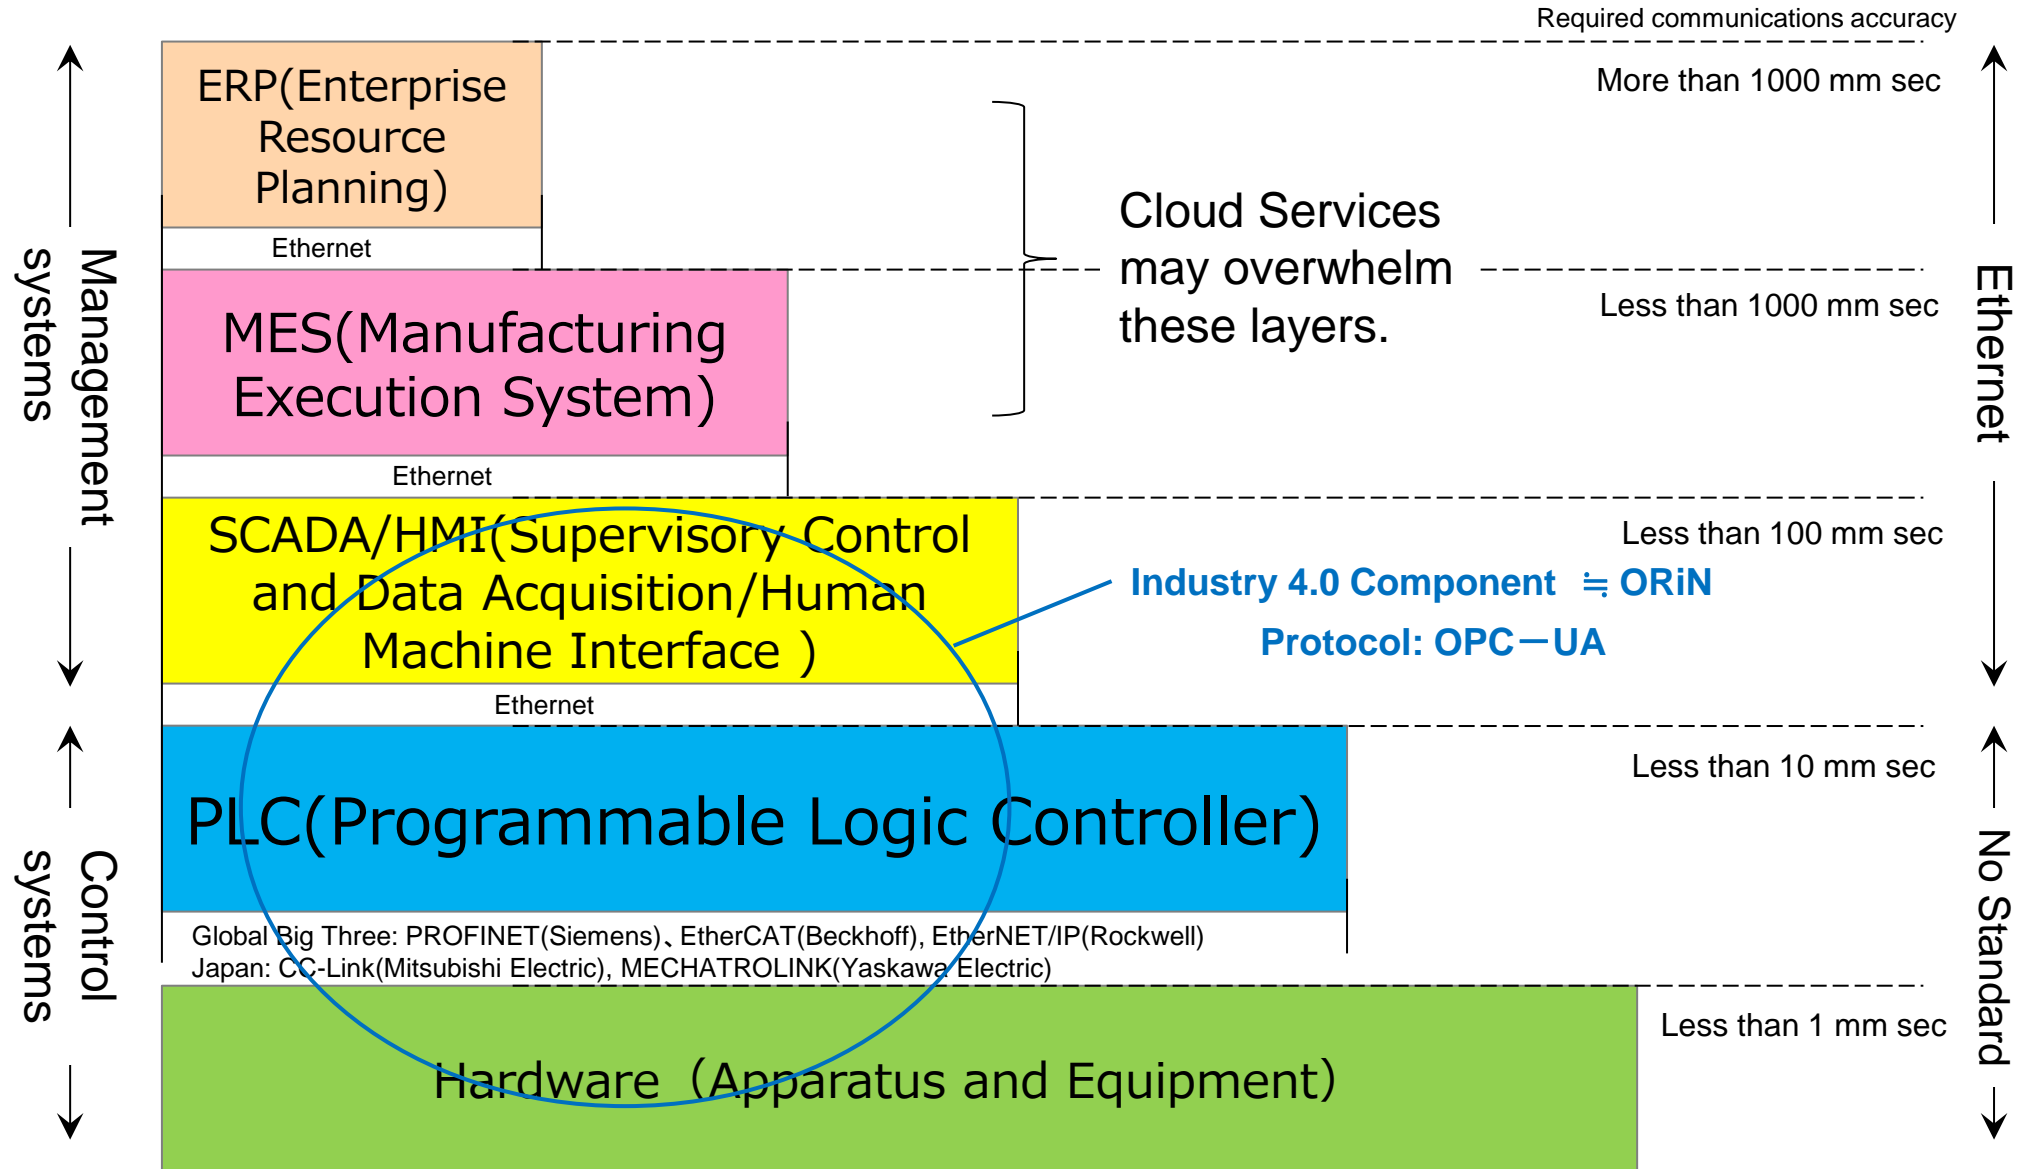 Required communications accuracy
ERP(Enterprise
Resource
Planning)
More than 1000 mm sec
Ethernet
Cloud Services
may overwhelm
these layers.
MES(Manufacturing
Execution System)
Less than 1000 mm sec
Ethernet
Management
systems
Ethernet
SCADA/HMI(Supervisory Control
and Data Acquisition/Human
Machine Interface )
Less than 100 mm sec
Industry 4.0 Component ≒ ORiN
Protocol: OPC－UA
Ethernet
PLC(Programmable Logic Controller)
Less than 10 mm sec
Control
systems
No Standard
Global Big Three: PROFINET(Siemens)、EtherCAT(Beckhoff), EtherNET/IP(Rockwell)
Japan: CC-Link(Mitsubishi Electric), MECHATROLINK(Yaskawa Electric)
Less than 1 mm sec
Hardware（Apparatus and Equipment）